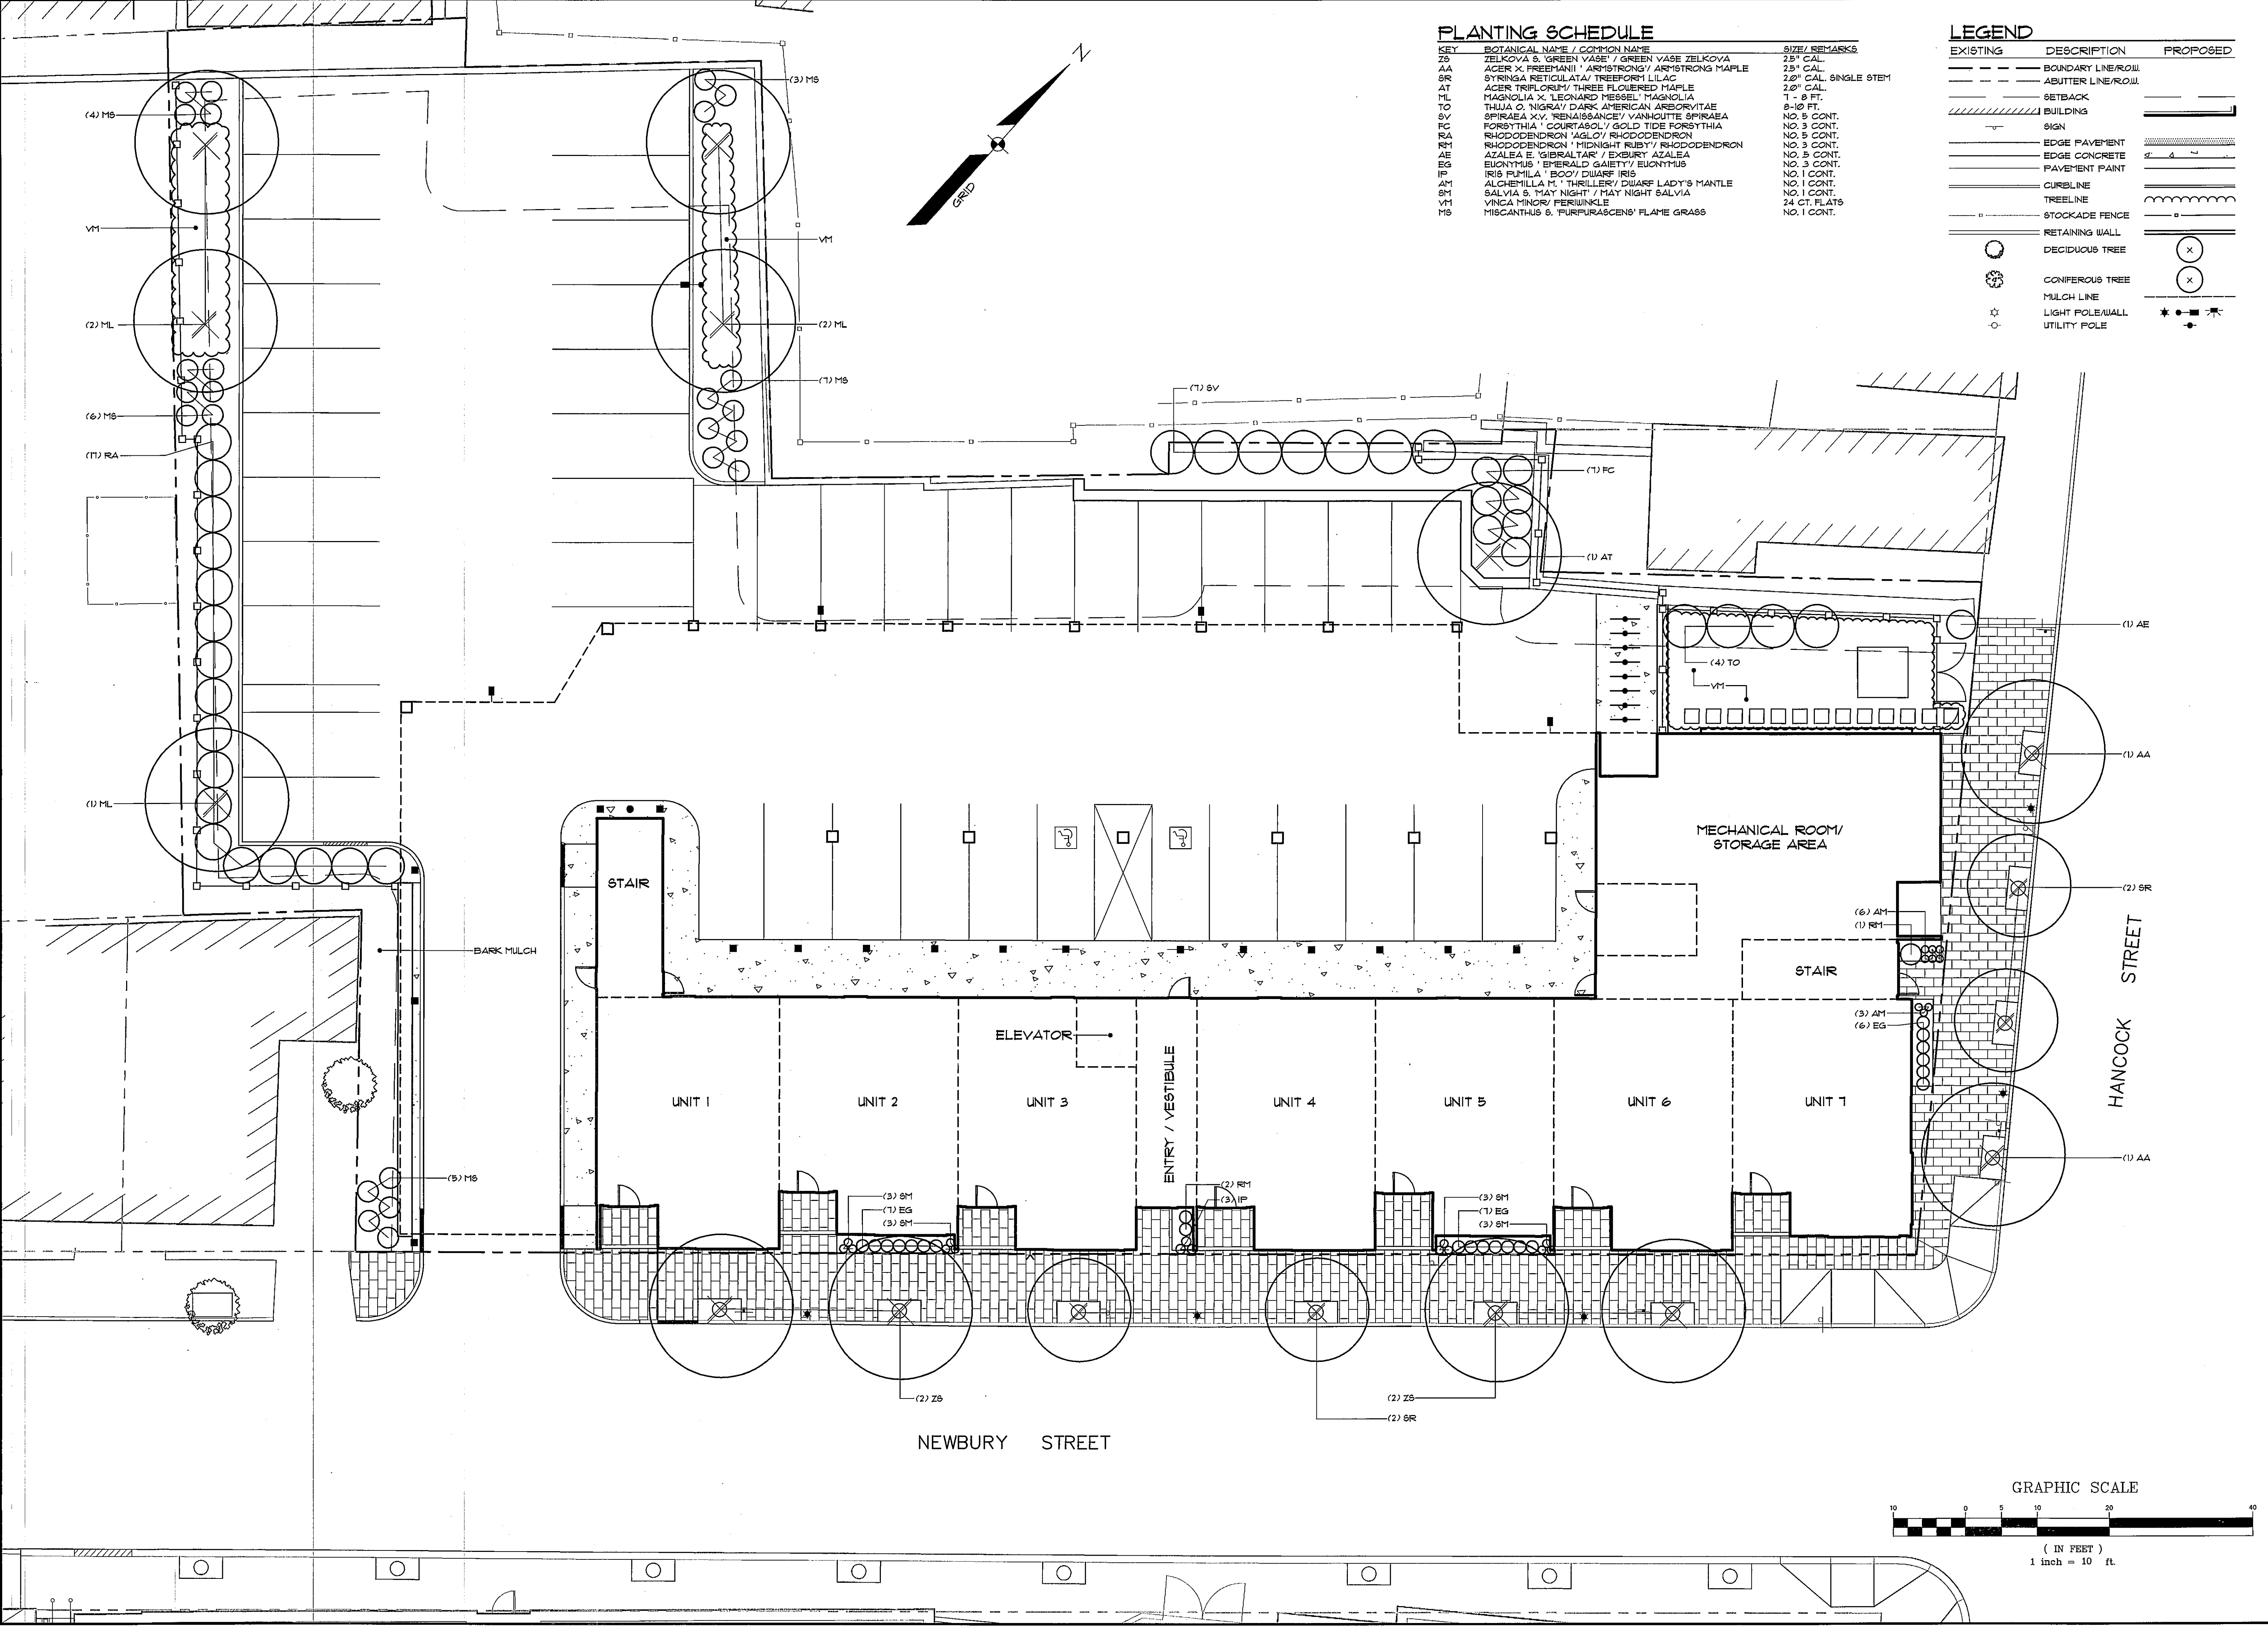 PLANTING SCHEDULE
KEY BOTANICAL NAME / COMMON NAME SIZE/ REMARKS
ZS ZELKOVA S. 'GREEN VASE' / GREEN VASE ZELKOVA 2.5" CAL.
AA ACER X. FREEMANII ' ARMSTRONG'/ ARMSTRONG MAPLE 2.5" CAL.
SR SYRINGA RETICULATA/ TREEFORM LILAC 2.0" CAL. SINGLE STEM
AT ACER TRIFLORUM/ THREE FLOWERED MAPLE 2.0" CAL.
ML MAGNOLIA X. 'LEONARD MESSEL' MAGNOLIA 7 - 8 FT.
TO THUJA O. 'NIGRA'/ DARK AMERICAN ARBORVITAE 8-10 FT.
SV SPIRAEA X.V. 'RENAISSANCE'/ VANHOUTTE SPIRAEA NO. 5 CONT.
FC FORSYTHIA ' COURTASOL'/ GOLD TIDE FORSYTHIA NO. 3 CONT.
RA RHODODENDRON 'AGLO'/ RHODODENDRON NO. 5 CONT.
RM RHODODENDRON ' MIDNIGHT RUBY'/ RHODODENDRON NO. 3 CONT.
AE AZALEA E. 'GIBRALTAR' / EXBURY AZALEA NO. 5 CONT.
EG EUONYMUS ' EMERALD GAIETY'/ EUONYMUS NO. 3 CONT.
IP IRIS PUMILA ' BOO'/ DWARF IRIS NO. 1 CONT.
AM ALCHEMILLA M. ' THRILLER'/ DWARF LADY'S MANTLE NO. 1 CONT.
SM SALVIA S. 'MAY NIGHT' / MAY NIGHT SALVIA NO. 1 CONT.
VM VINCA MINOR/ PERIWINKLE 24 CT. FLATS
MS MISCANTHUS S. 'PURPURASCENS' FLAME GRASS NO. 1 CONT.
LEGEND
EXISTING DESCRIPTION PROPOSED
BOUNDARY LINE/R.O.W.
ABUTTER LINE/R.O.W.
SETBACK
BUILDING
SIGN
EDGE PAVEMENT
EDGE CONCRETE
PAVEMENT PAINT
CURBLINE
TREELINE
STOCKADE FENCE
RETAINING WALL
DECIDUOUS TREE
CONIFEROUS TREE
MULCH LINE
LIGHT POLE/WALL
UTILITY POLE
N
GRID
(3) MS
(4) MS
VM
VM
(2) ML
(2) ML
(7) MS
(7) SV
(6) MS
(17) RA
(7) FC
(1) AT
(1) AE
(4) TO
VM
(1) AA
(1) ML
MECHANICAL ROOM/
STORAGE AREA
STAIR
(2) SR
(6) AM
(1) RM
BARK MULCH
STAIR
HANCOCK STREET
(3) AM
(6) EG
ELEVATOR
ENTRY / VESTIBULE
UNIT 1
UNIT 2
UNIT 3
UNIT 4
UNIT 5
UNIT 6
UNIT 7
(1) AA
(5) MS
(3) SM
(7) EG
(3) SM
(2) RM
(3) IP
(3) SM
(7) EG
(3) SM
(2) ZS
(2) ZS
(2) SR
NEWBURY STREET
GRAPHIC SCALE
10 0 5 10 20 40
( IN FEET )
1 inch = 10 ft.